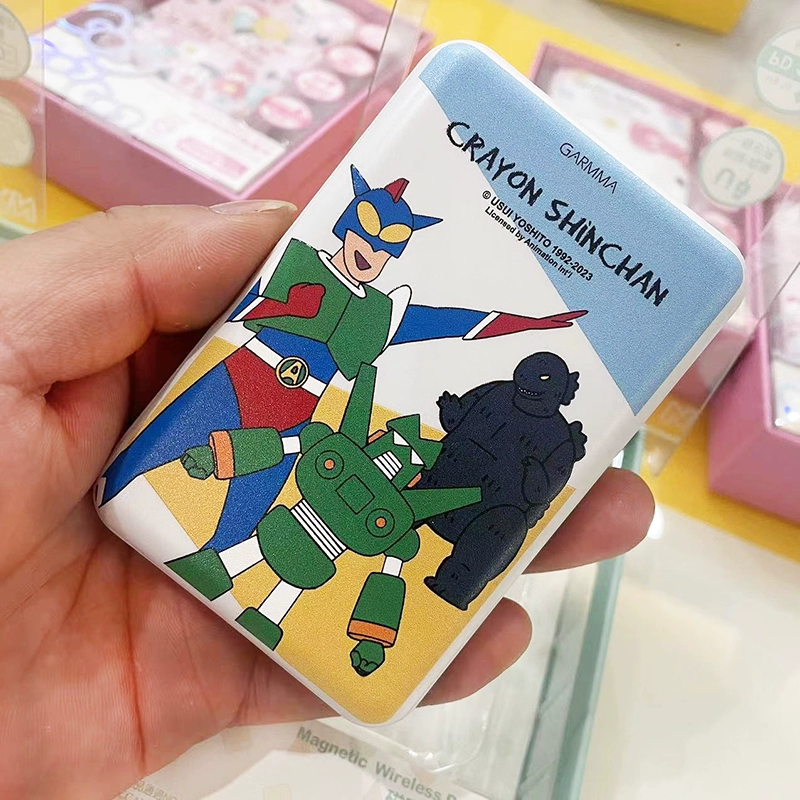 GARMMA
CRAYON SHiNCHAN
© USUI YOSHITO 1992-2023
Licensed by Animation Int'l
A
Magnetic Wireless